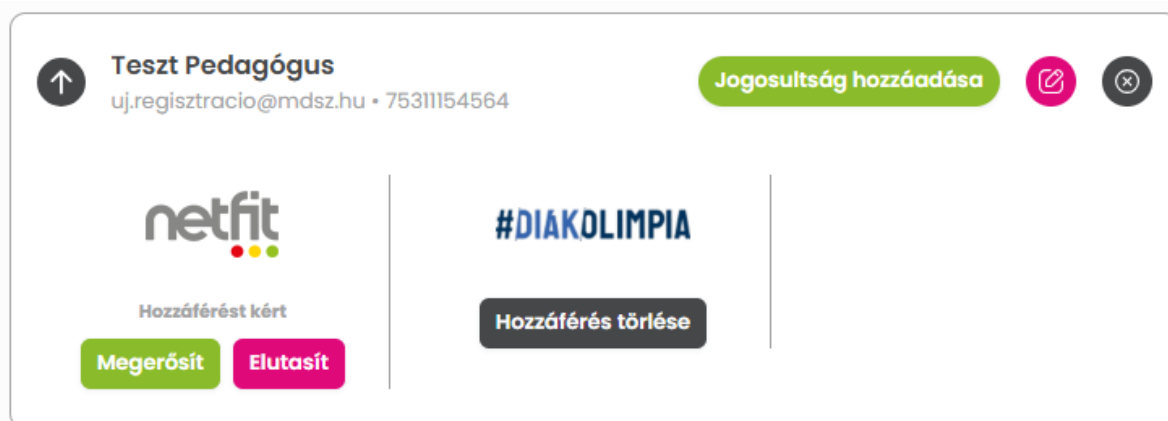 Teszt Pedagógus
uj.regisztracio@mdsz.hu • 75311154564
Jogosultság hozzáadása
netfit
Hozzáférést kért
Megerősít
Elutasít
#DIAKOLIMPIA
Hozzáférés törlése